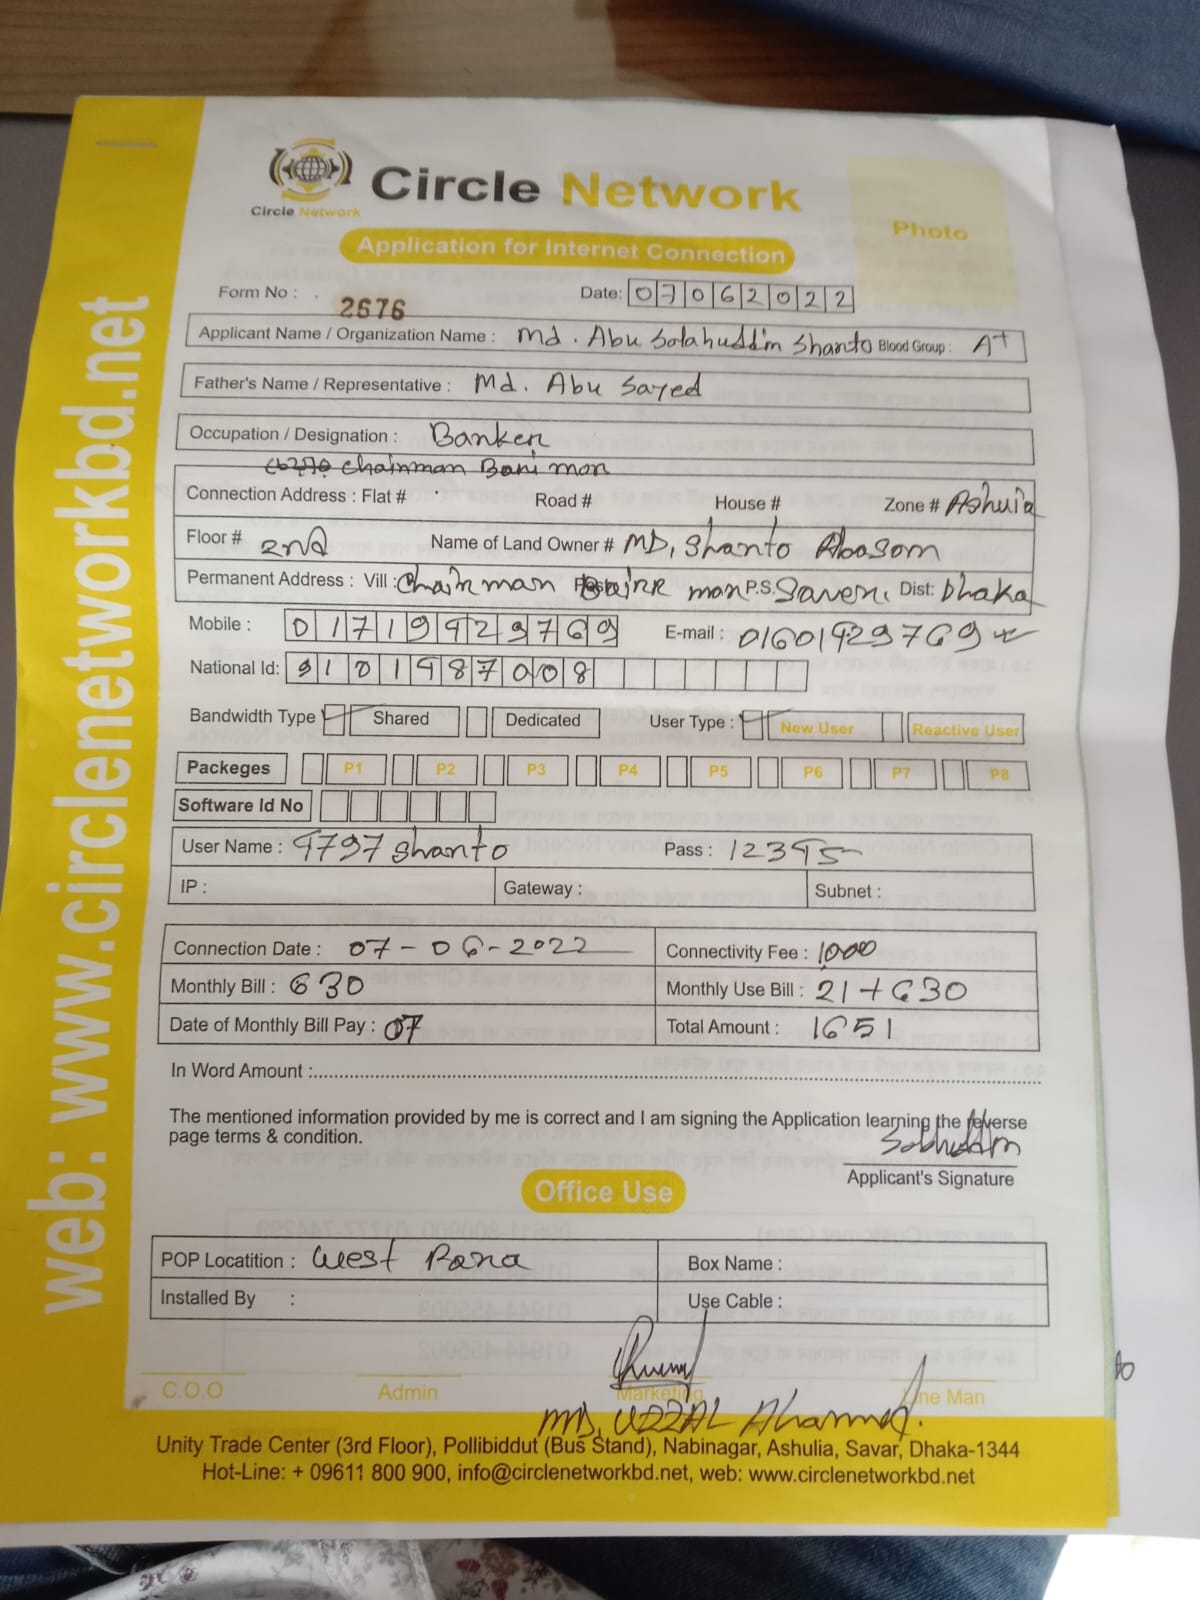 web: www.circlenetworkbd.net
Circle Network
Circle Network
Photo
Application for Internet Connection
Form No : 2676 Date: 07062022
Applicant Name / Organization Name : Md. Abu Solahuddin Shanto Blood Group : A+
Father's Name / Representative : Md. Abu Sayed
Occupation / Designation : Banker
Chairman Bari mor
Connection Address : Flat # Road # House # Zone # Ashulia
Floor # 2nd Name of Land Owner # MD, Shanto
Permanent Address : Vill : Chairman P.S. Saver, Dist: Dhaka
Mobile : 01719429769 E-mail : 01601429769
National Id: 9101487008
Bandwidth Type Shared Dedicated User Type : New User Reactive User
Packeges P1 P2 P3 P4 P5 P6 P7 P8
Software Id No
User Name : 4797 Shanto Pass : 12345
IP : Gateway : Subnet :
Connection Date : 07-06-2022 Connectivity Fee : 1000
Monthly Bill : 630 Monthly Use Bill : 21+630
Date of Monthly Bill Pay : 07 Total Amount : 1651
In Word Amount :
The mentioned information provided by me is correct and I am signing the Application learning the reverse
page terms & condition.
Applicant's Signature
Office Use
POP Locatition : West Para Box Name :
Installed By : Use Cable :
C.O.O Admin Marketing Line Man
MD, UZZAL Ahammed.
Unity Trade Center (3rd Floor), Pollibiddut (Bus Stand), Nabinagar, Ashulia, Savar, Dhaka-1344
Hot-Line: + 09611 800 900, info@circlenetworkbd.net, web: www.circlenetworkbd.net